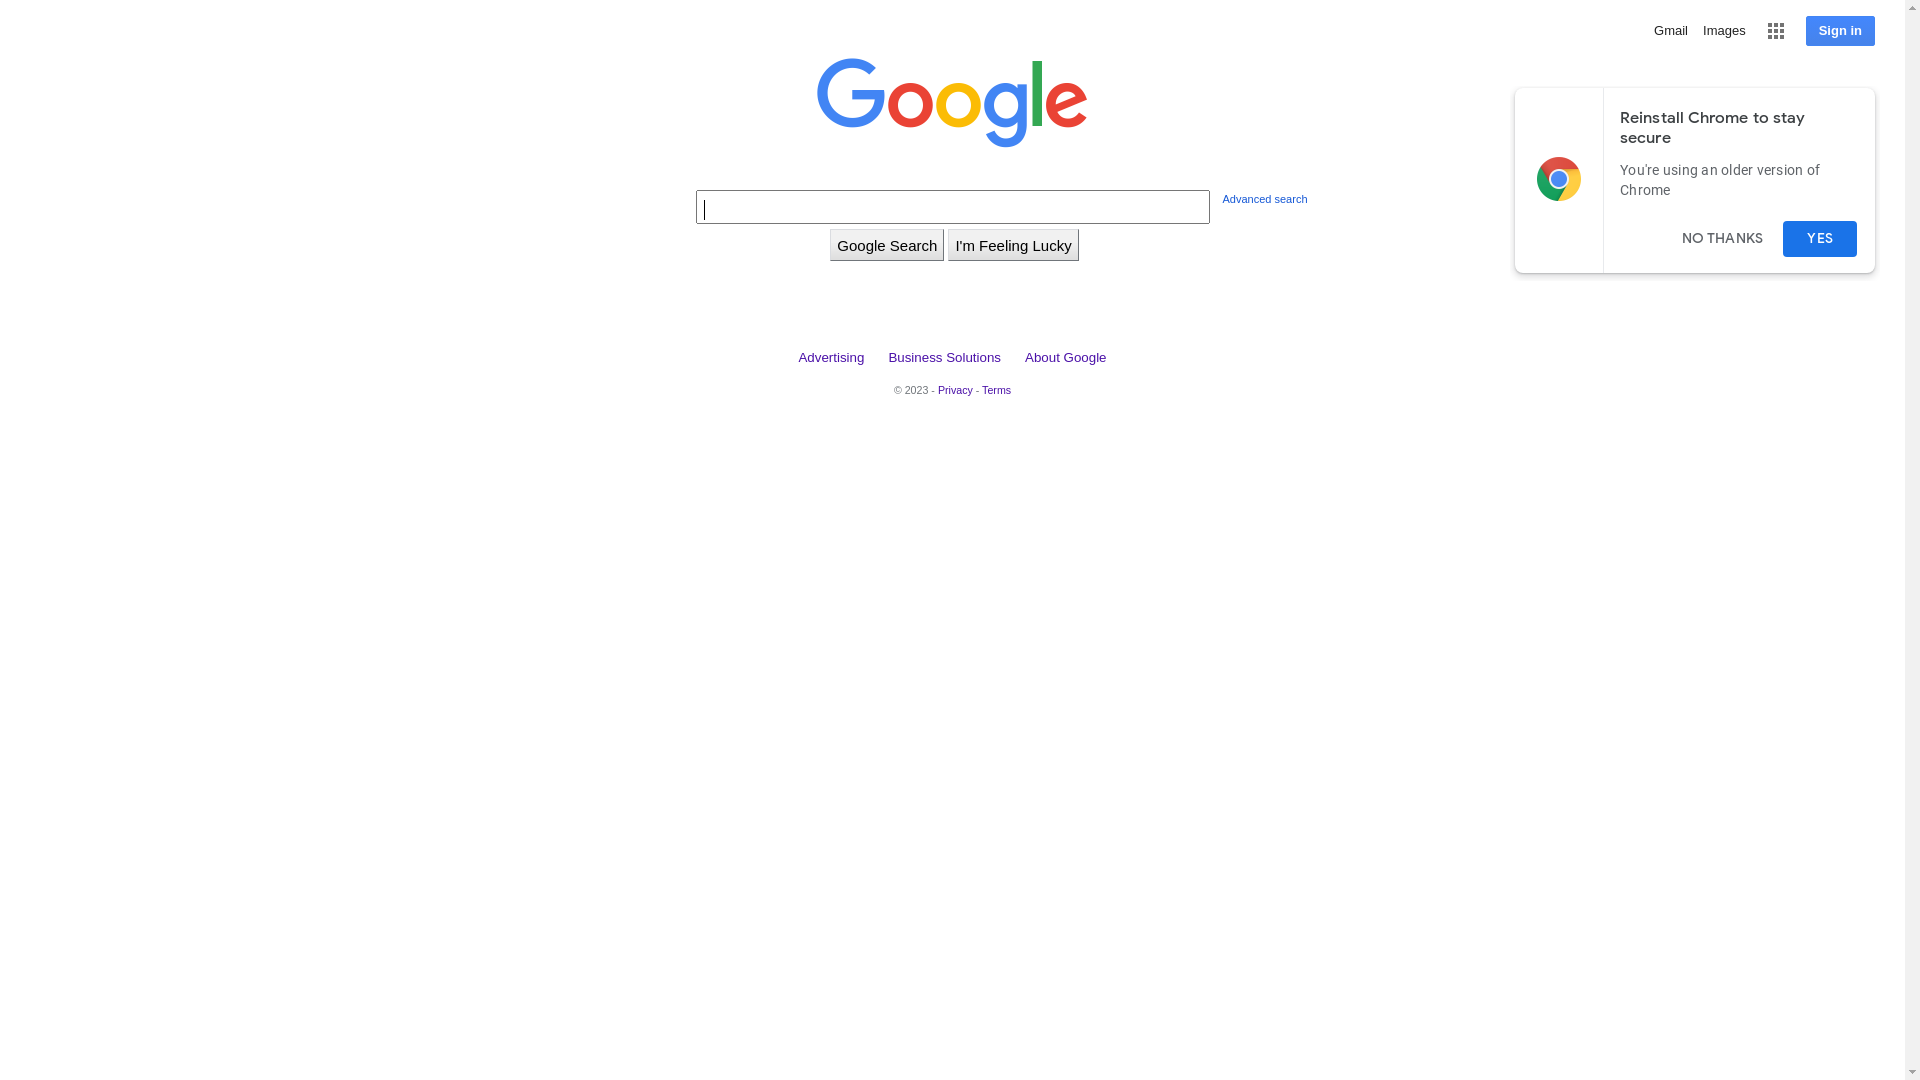 Gmail Images Sign in
Google
Reinstall Chrome to stay
secure
You're using an older version of
Chrome
NO THANKS YES
Advanced search
Google Search I'm Feeling Lucky
Advertising Business Solutions About Google
© 2023 - Privacy - Terms